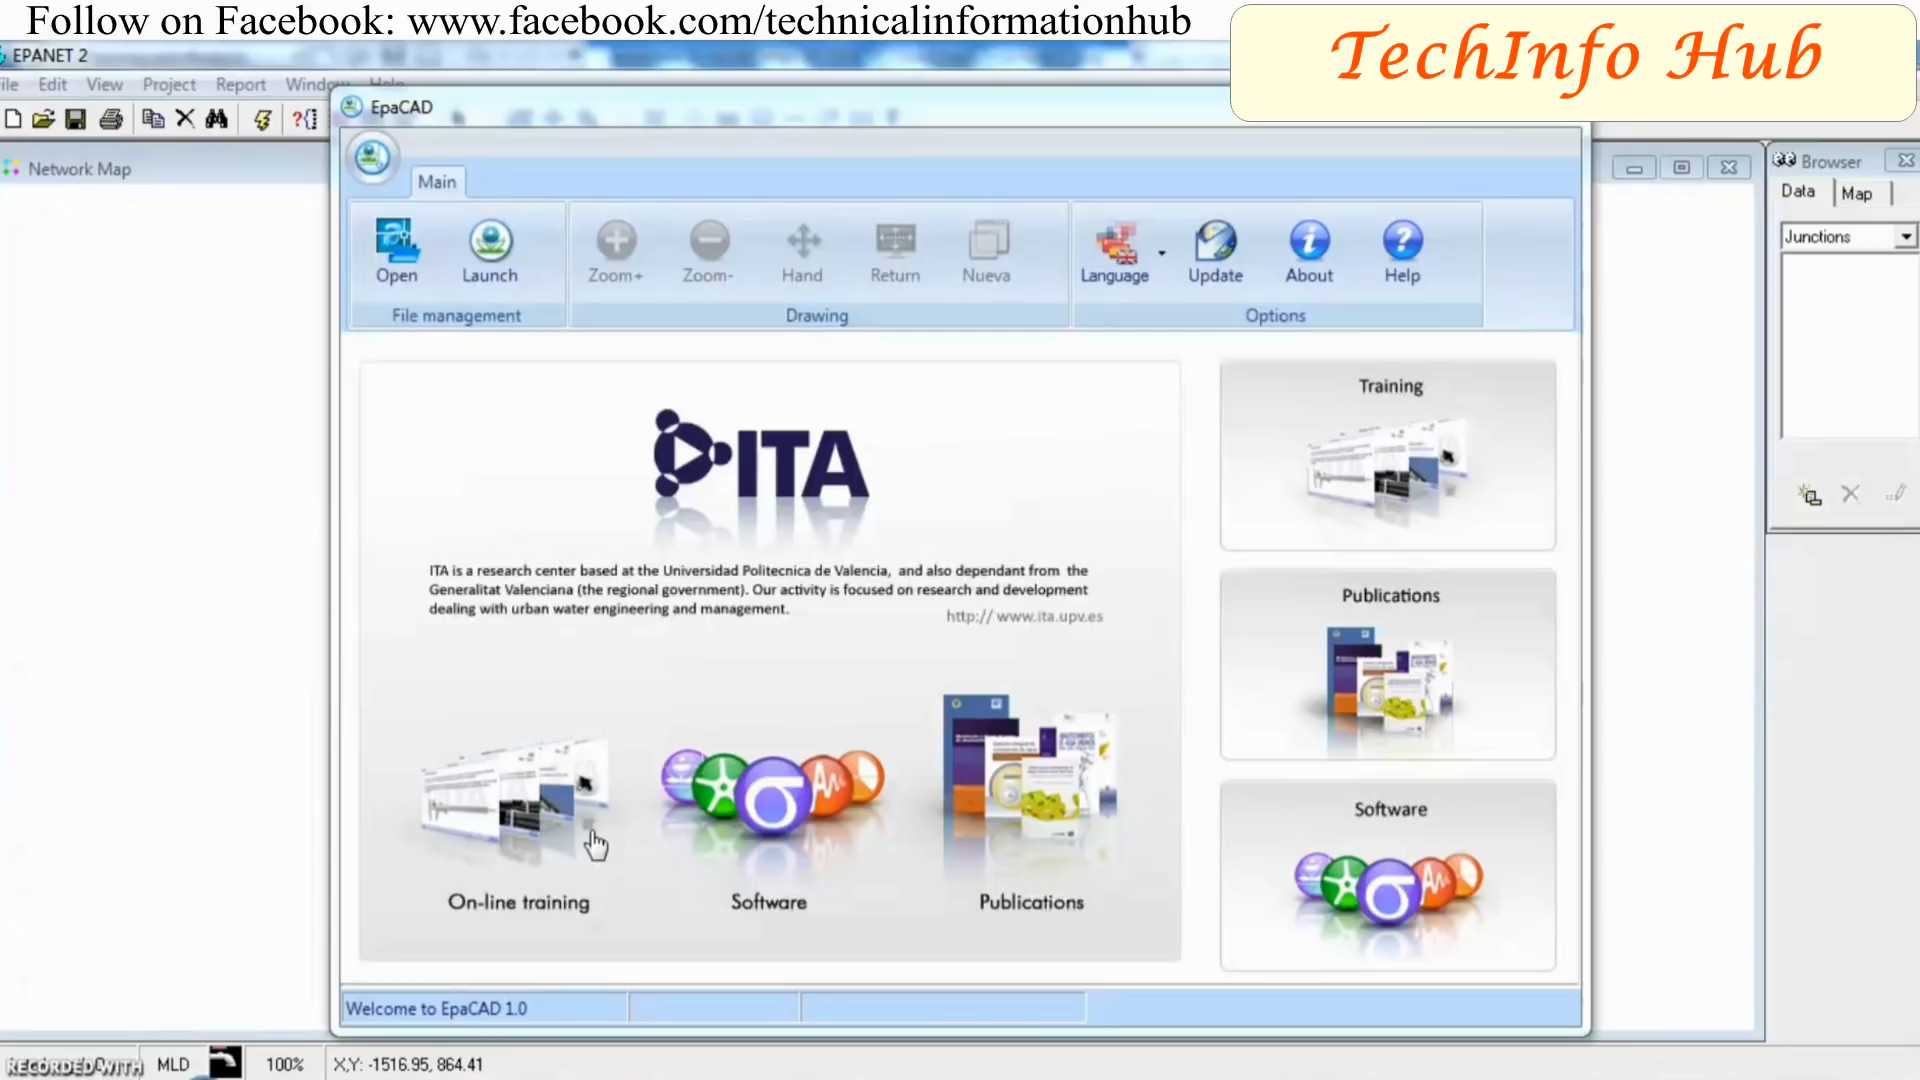 Follow on Facebook: www.facebook.com/technicalinformationhub
TechInfo Hub
EPANET 2
File Edit View Project Report Window Help
EpaCAD
Network Map
Main
Browser
Data Map
Junctions
Open Launch Zoom+ Zoom- Hand Return Nueva Language Update About Help
File management Drawing Options
ITA
ITA is a research center based at the Universidad Politecnica de Valencia, and also dependant from the
Generalitat Valenciana (the regional government). Our activity is focused on research and development
dealing with urban water engineering and management.
http:// www.ita.upv.es
On-line training Software Publications
Training
Publications
Software
Welcome to EpaCAD 1.0
RECORDED WITH
MLD 100% X,Y: -1516.95, 864.41